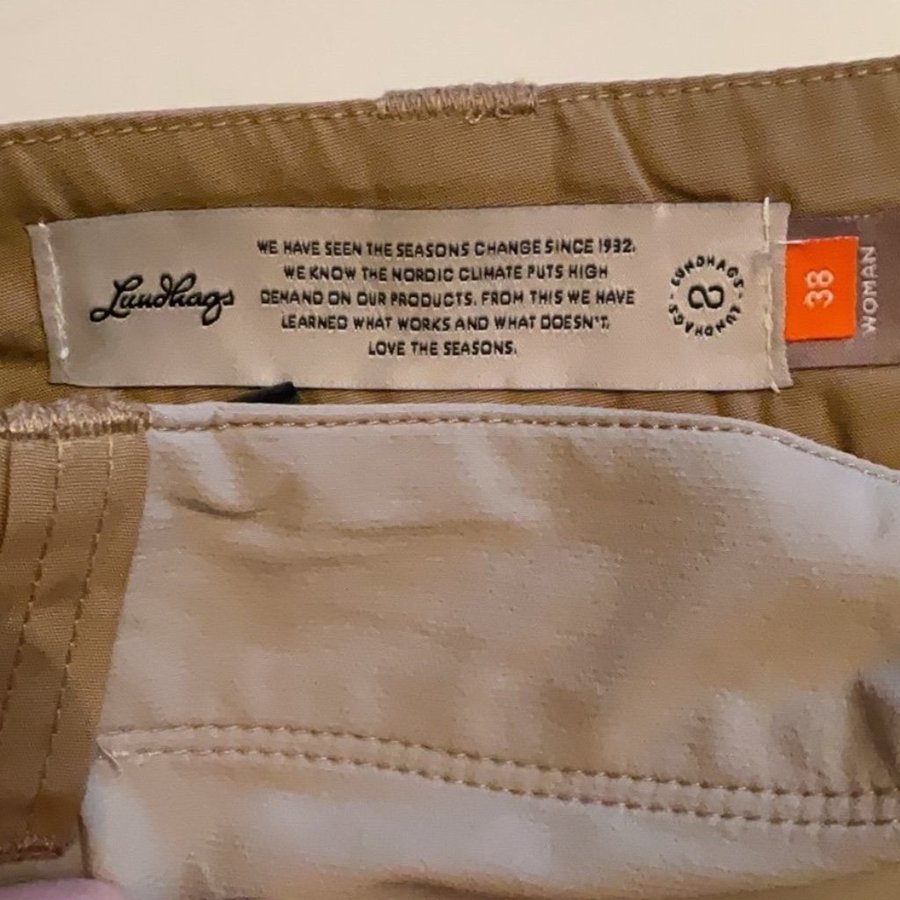 Lundhags
WE HAVE SEEN THE SEASONS CHANGE SINCE 1932.
WE KNOW THE NORDIC CLIMATE PUTS HIGH
DEMAND ON OUR PRODUCTS. FROM THIS WE HAVE
LEARNED WHAT WORKS AND WHAT DOESN'T.
LOVE THE SEASONS.
LUNDHAGS - LUNDHAGS -
38
WOMAN